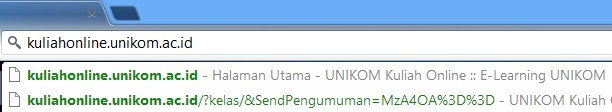 kuliahonline.unikom.ac.id
kuliahonline.unikom.ac.id - Halaman Utama - UNIKOM Kuliah Online :: E-Learning UNIKOM
kuliahonline.unikom.ac.id/?kelas/&SendPengumuman=MzA4OA%3D%3D - UNIKOM Kuliah